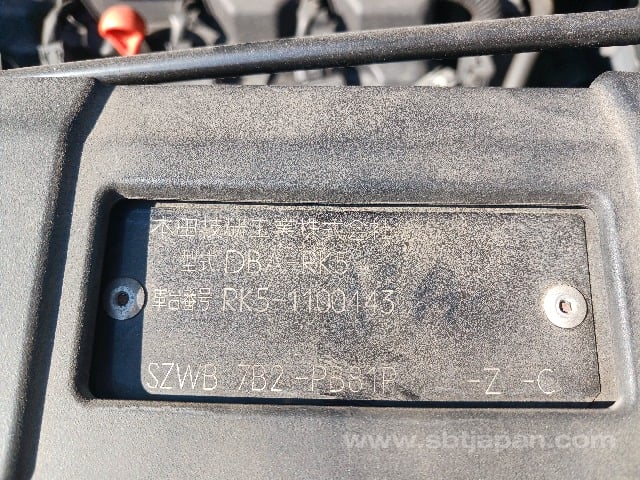 本田技研工業株式会社
型式 DBA-RK5
車台番号 RK5-1100443
SZWB 7B2-PB81P -Z -C
www.sbtjapan.com